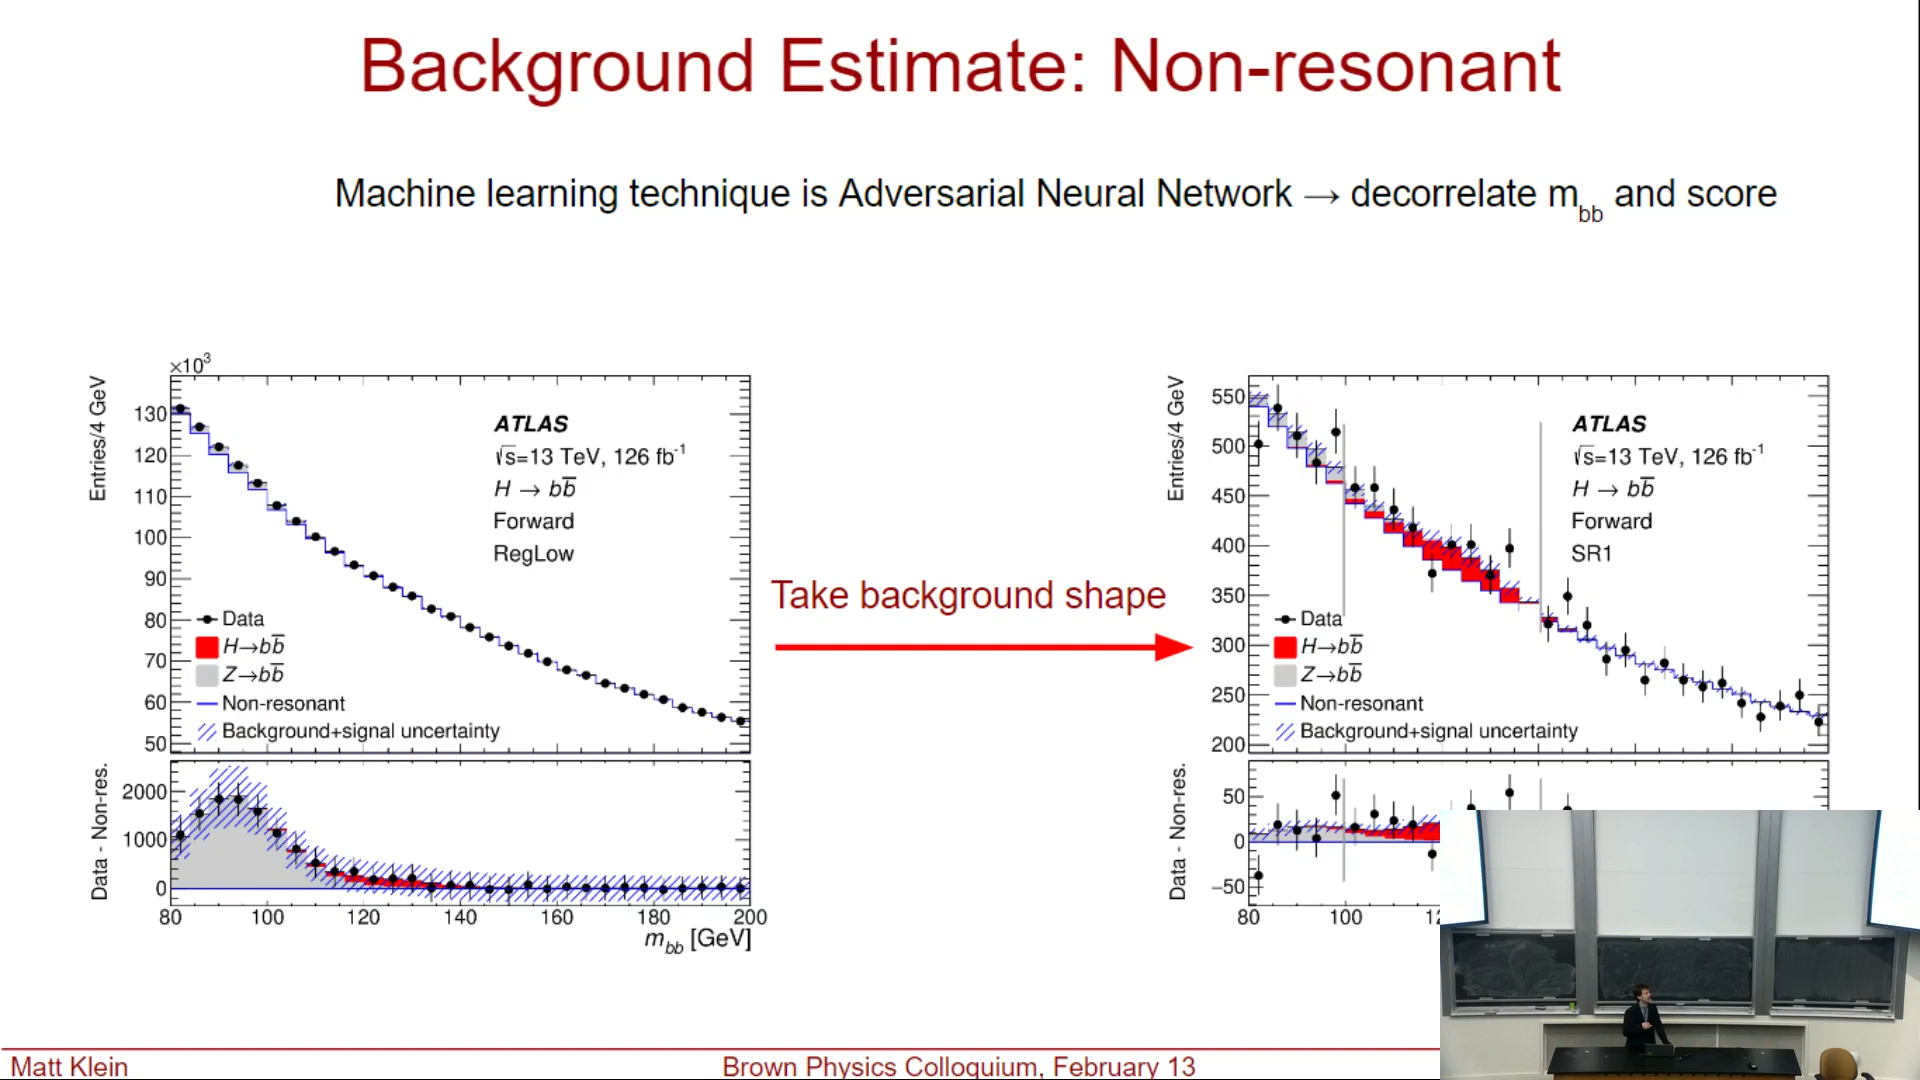 Background Estimate: Non-resonant
Machine learning technique is Adversarial Neural Network → decorrelate m_bb and score
×10³
Entries/4 GeV
130
120
110
100
90
80
70
60
50
ATLAS
√s=13 TeV, 126 fb⁻¹
H → bb̅
Forward
RegLow
Data
H→bb̅
Z→bb̅
Non-resonant
Background+signal uncertainty
Data - Non-res.
2000
1000
0
80 100 120 140 160 180 200
m_bb [GeV]
Take background shape
Entries/4 GeV
550
500
450
400
350
300
250
200
ATLAS
√s=13 TeV, 126 fb⁻¹
H → bb̅
Forward
SR1
Data
H→bb̅
Z→bb̅
Non-resonant
Background+signal uncertainty
Data - Non-res.
50
0
−50
80 100
Matt Klein
Brown Physics Colloquium, February 13